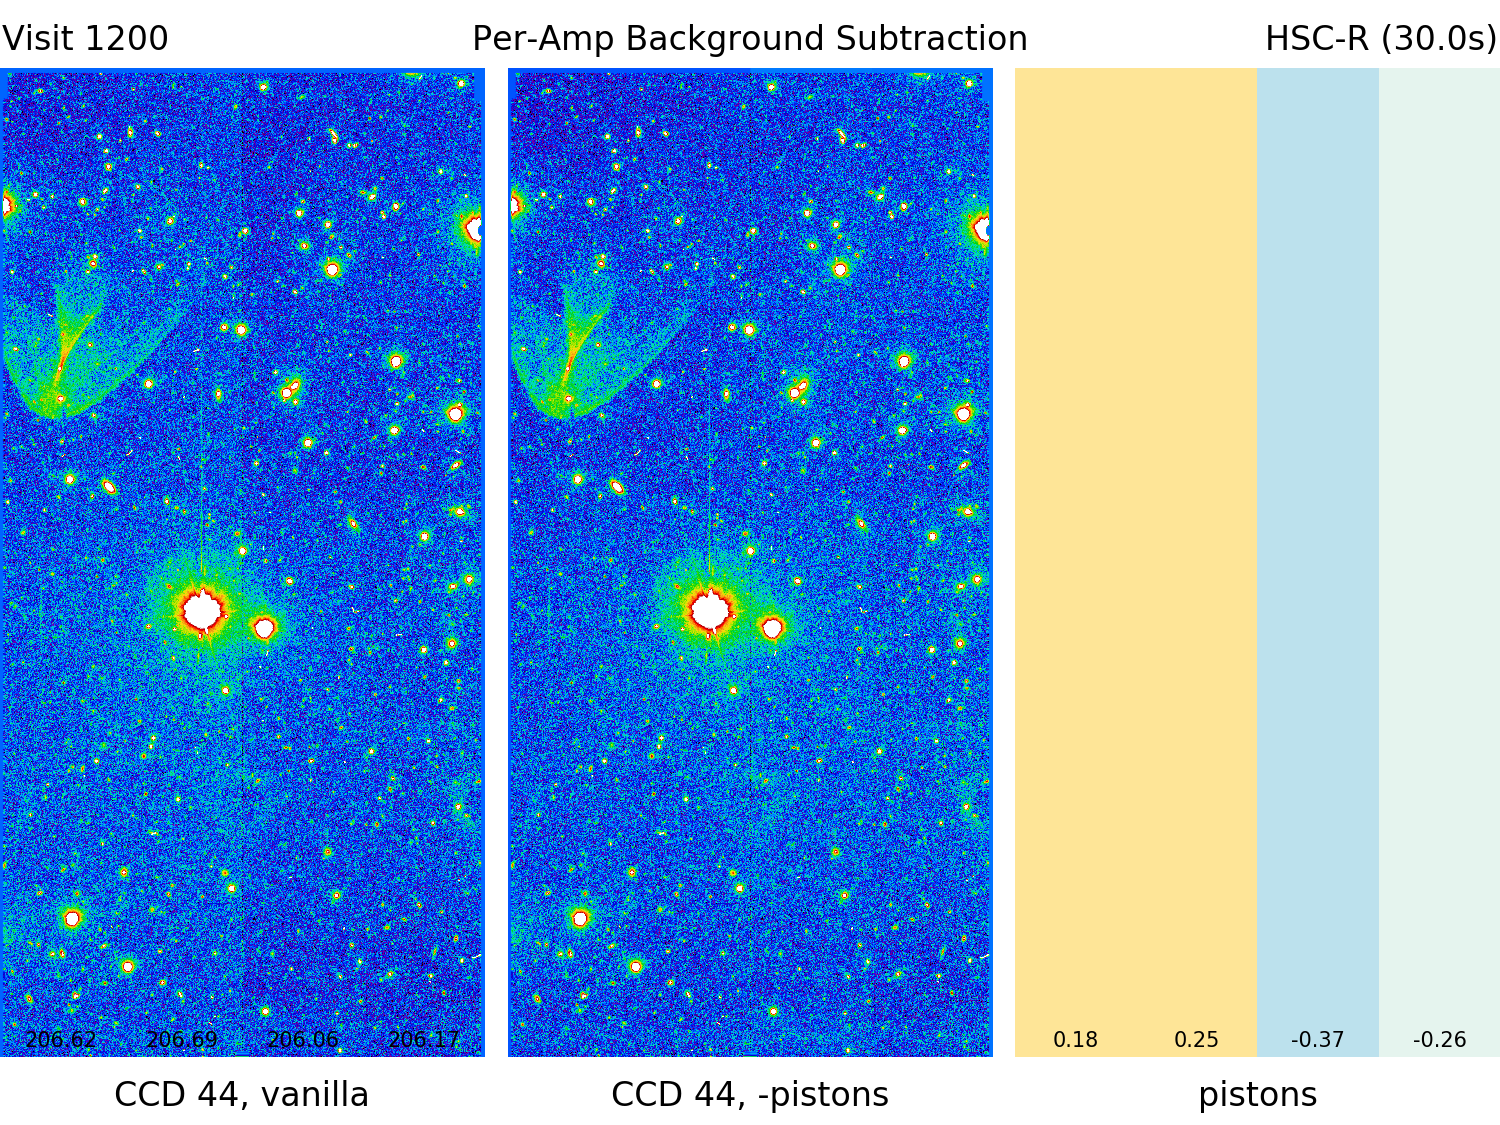 Visit 1200 Per-Amp Background Subtraction HSC-R (30.0s)
206.62 206.69 206.06 206.17 0.18 0.25 -0.37 -0.26
CCD 44, vanilla CCD 44, -pistons pistons